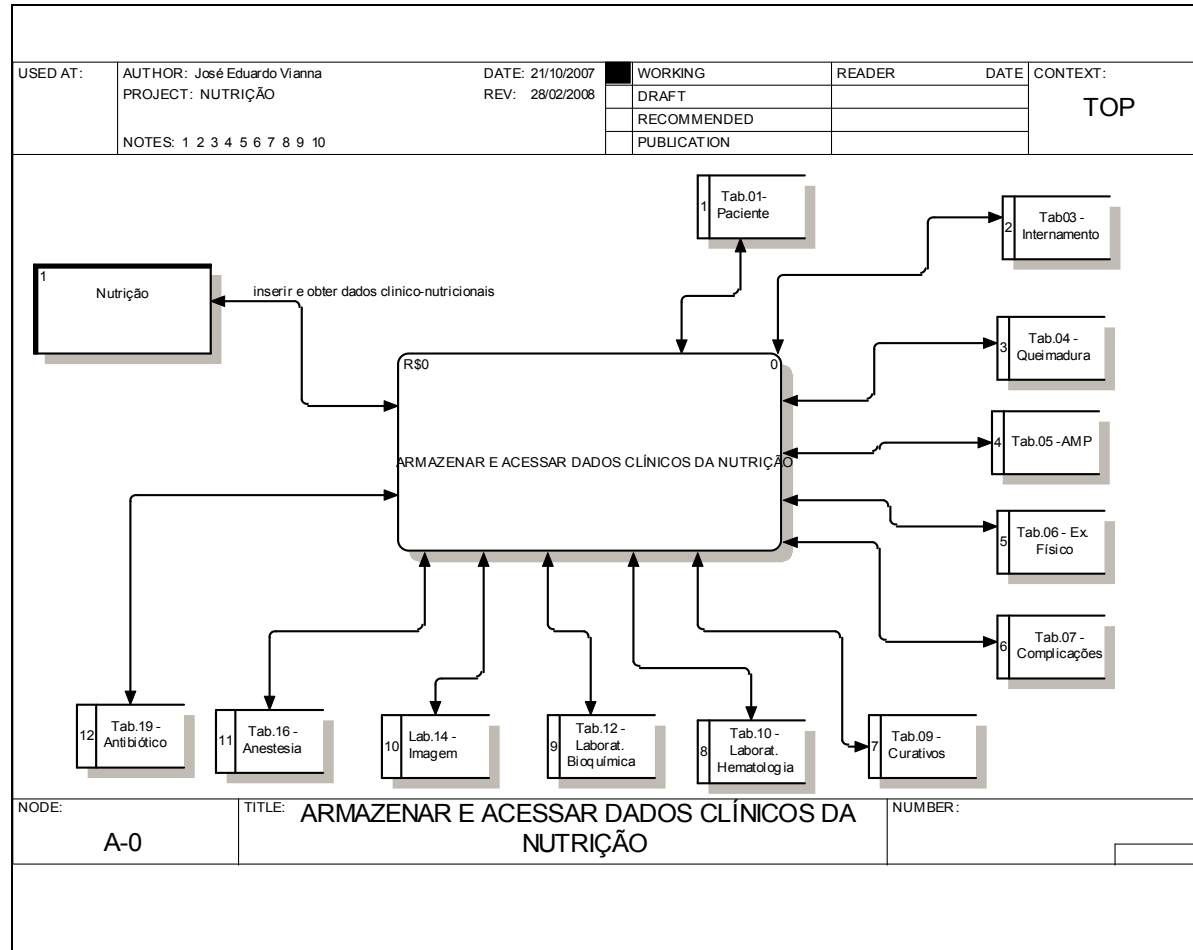 USED AT:
AUTHOR: José Eduardo Vianna
DATE: 21/10/2007
PROJECT: NUTRIÇÃO
REV: 28/02/2008
NOTES: 1 2 3 4 5 6 7 8 9 10
WORKING
DRAFT
RECOMMENDED
PUBLICATION
READER DATE
CONTEXT:
TOP
1
Tab.01-
Paciente
2
Tab03 -
Internamento
1
Nutrição
inserir e obter dados clinico-nutricionais
3
Tab.04 -
Queimadura
R$0
0
ARMAZENAR E ACESSAR DADOS CLÍNICOS DA NUTRIÇÃO
4
Tab.05 -AMP
5
Tab.06 - Ex.
Físico
6
Tab.07 -
Complicações
12
Tab.19 -
Antibiótico
11
Tab.16 -
Anestesia
10
Lab.14 -
Imagem
9
Tab.12 -
Laborat.
Bioquímica
8
Tab.10 -
Laborat.
Hematologia
7
Tab.09 -
Curativos
NODE:
A-0
TITLE:
ARMAZENAR E ACESSAR DADOS CLÍNICOS DA
NUTRIÇÃO
NUMBER: